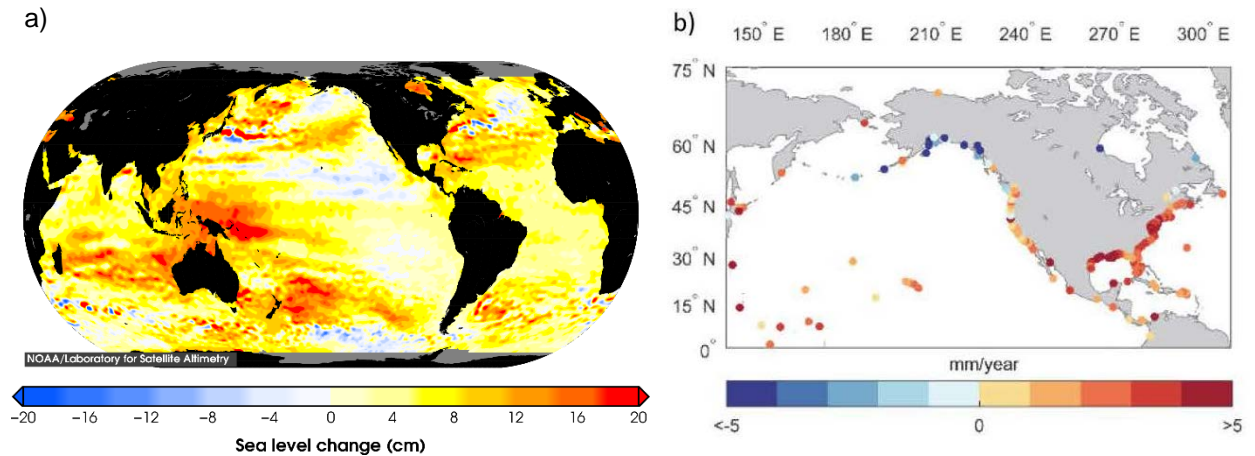 a)
NOAA/Laboratory for Satellite Altimetry
−20 −16 −12 −8 −4 0 4 8 12 16 20
Sea level change (cm)
b)
150° E 180° E 210° E 240° E 270° E 300° E
75° N
60° N
45° N
30° N
15° N
0°
mm/year
<-5 0 >5